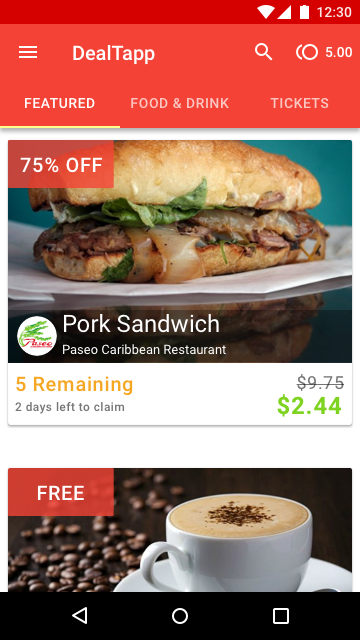 12:30
DealTapp
5.00
FEATURED
FOOD & DRINK
TICKETS
75% OFF
Paseo
Pork Sandwich
Paseo Caribbean Restaurant
5 Remaining
$9.75
2 days left to claim
$2.44
FREE